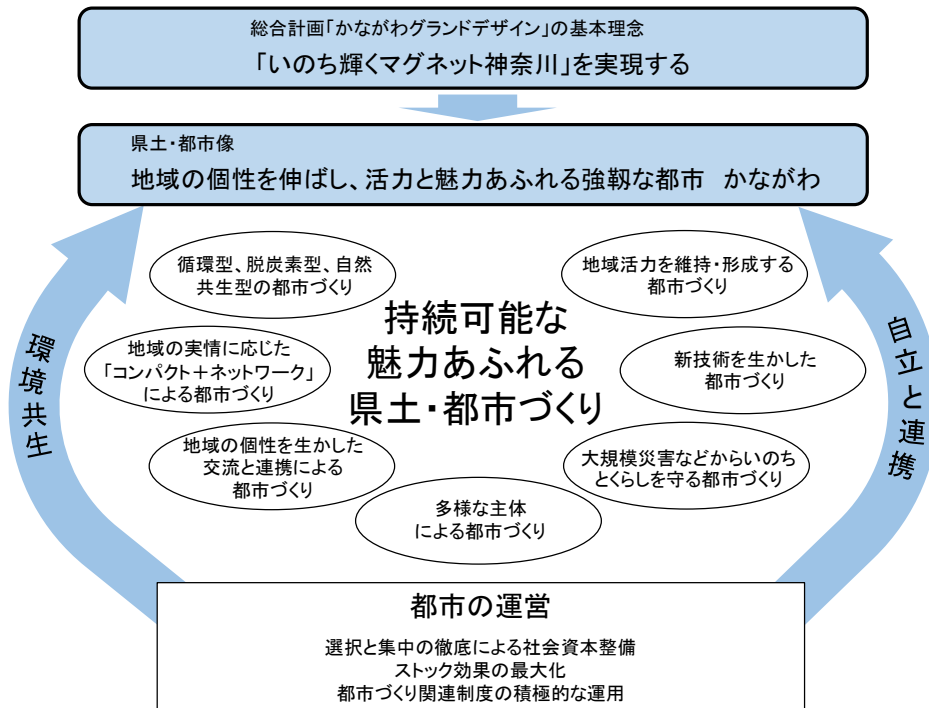 総合計画「かながわグランドデザイン」の基本理念
「いのち輝くマグネット神奈川」を実現する
県土・都市像
地域の個性を伸ばし、活力と魅力あふれる強靱な都市　かながわ
環境共生
循環型、脱炭素型、自然
共生型の都市づくり
地域の実情に応じた
「コンパクト＋ネットワーク」
による都市づくり
地域の個性を生かした
交流と連携による
都市づくり
持続可能な
魅力あふれる
県土・都市づくり
多様な主体
による都市づくり
地域活力を維持・形成する
都市づくり
新技術を生かした
都市づくり
大規模災害などからいのち
とくらしを守る都市づくり
自立と連携
都市の運営
選択と集中の徹底による社会資本整備
ストック効果の最大化
都市づくり関連制度の積極的な運用